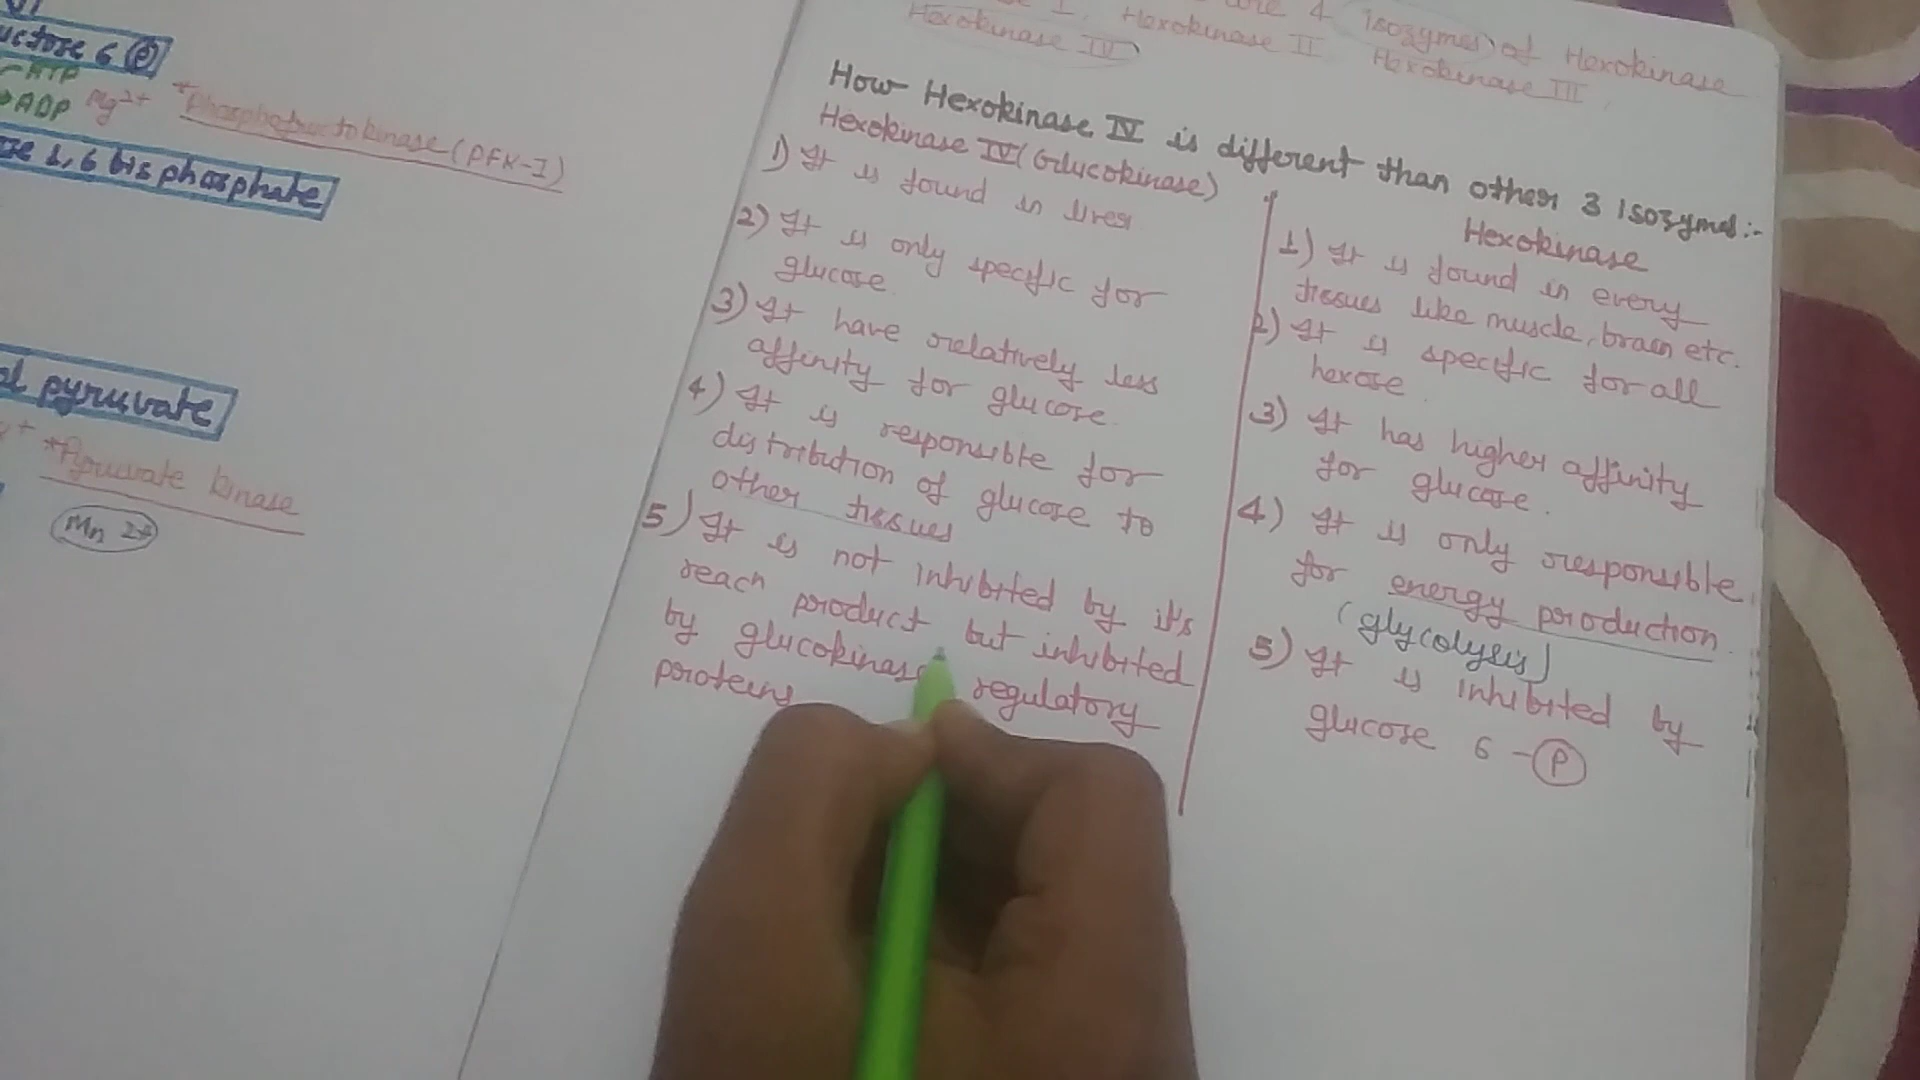 6 P
ATP
ADP Mg2+ *Phosphofructokinase (PFK-I)
1,6 bis phosphate
pyruvate
*Pyruvate kinase
Mn 2+
4 isozymes of Hexokinase
I, Hexokinase II Hexokinase III,
Hexokinase IV
How Hexokinase IV is different than other 3 Isozymes:-
Hexokinase IV (Glucokinase)
1) It is found in liver
2) It is only specific for
glucose
3) It have relatively less
affinity for glucose.
4) It is responsible for
distribution of glucose to
other tissues
5) It is not inhibited by it's
reach product but inhibited
by glucokinase regulatory
proteins
Hexokinase
1) It is found in every
tissues like muscle, brain etc.
2) It is specific for all
hexose
3) It has higher affinity
for glucose.
4) It is only responsible
for energy production
(glycolysis)
5) It is inhibited by
glucose 6 - P